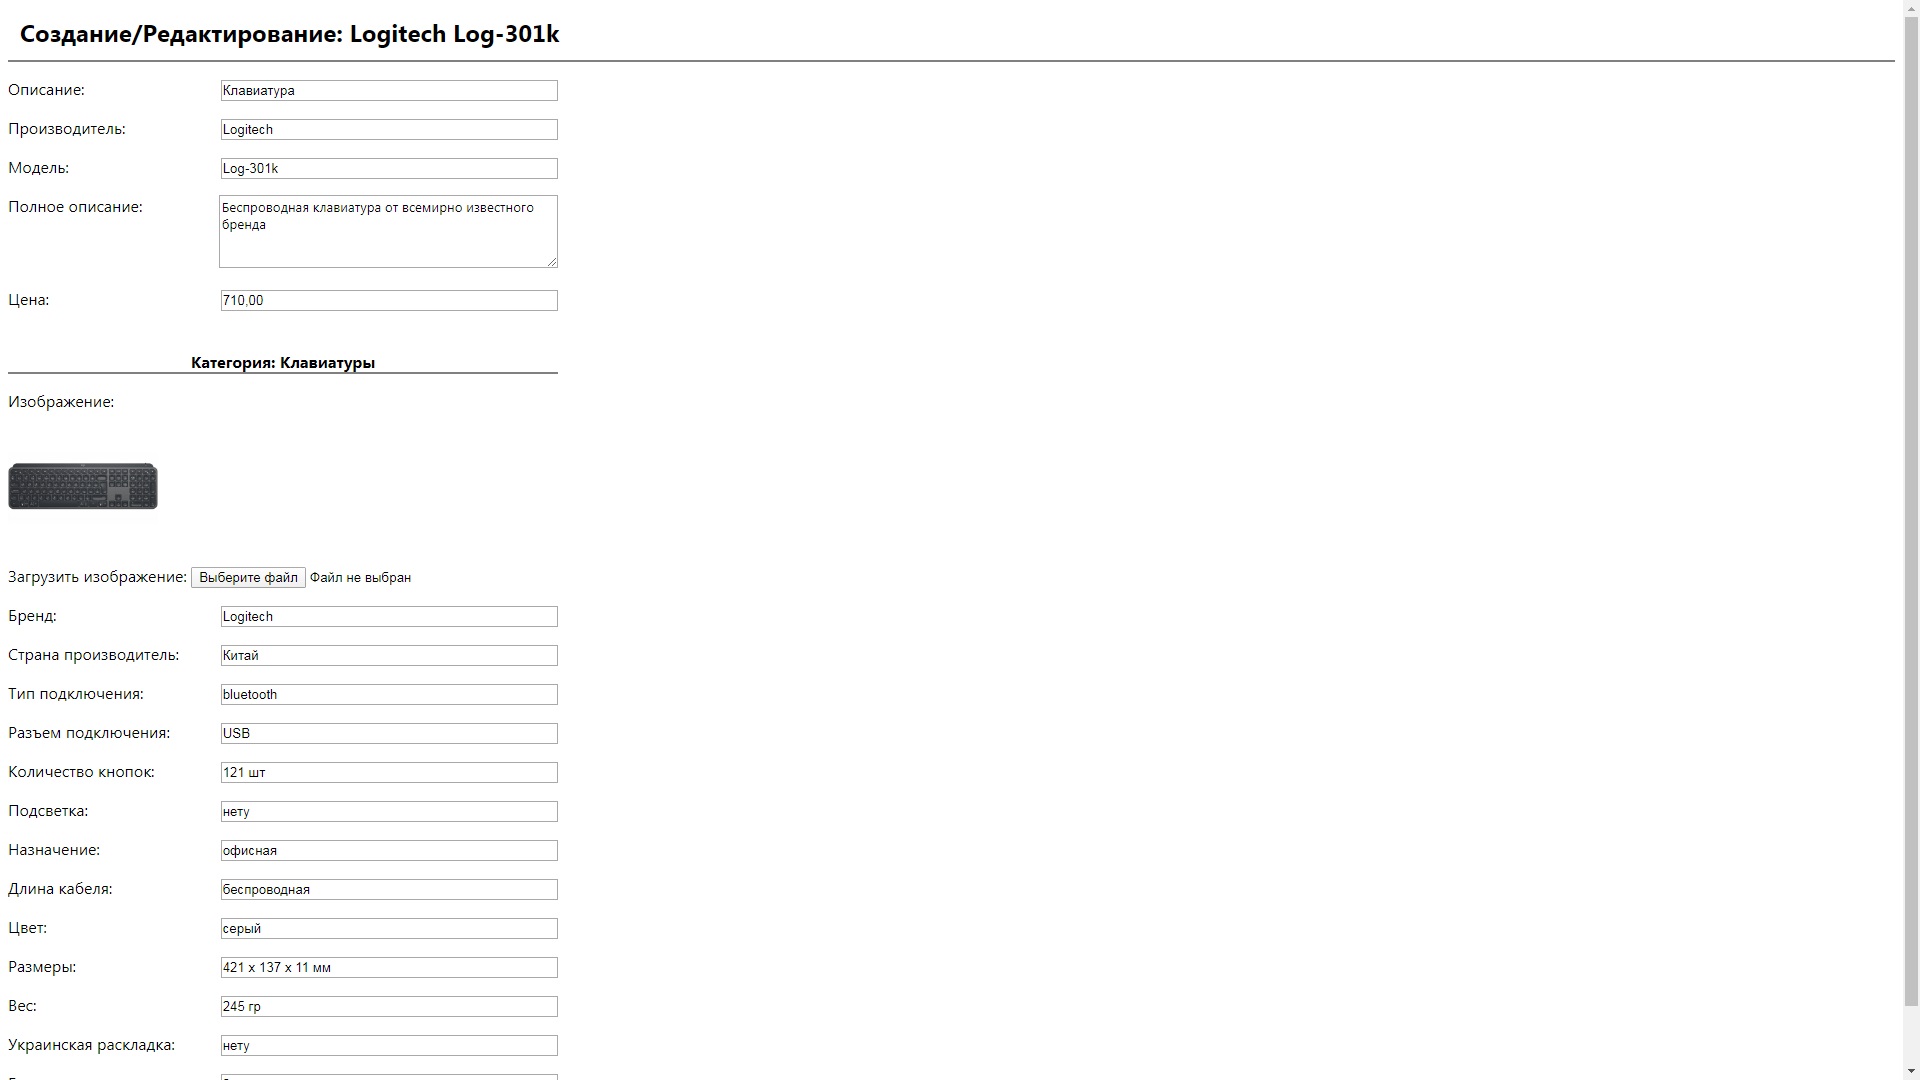 Создание/Редактирование: Logitech Log-301k
Описание: Клавиатура
Производитель: Logitech
Модель: Log-301k
Полное описание: Беспроводная клавиатура от всемирно известного
бренда
Цена: 710,00
Категория: Клавиатуры
Изображение:
Загрузить изображение: Выберите файл Файл не выбран
Бренд: Logitech
Страна производитель: Китай
Тип подключения: bluetooth
Разъем подключения: USB
Количество кнопок: 121 шт
Подсветка: нету
Назначение: офисная
Длина кабеля: беспроводная
Цвет: серый
Размеры: 421 x 137 x 11 мм
Вес: 245 гр
Украинская раскладка: нету